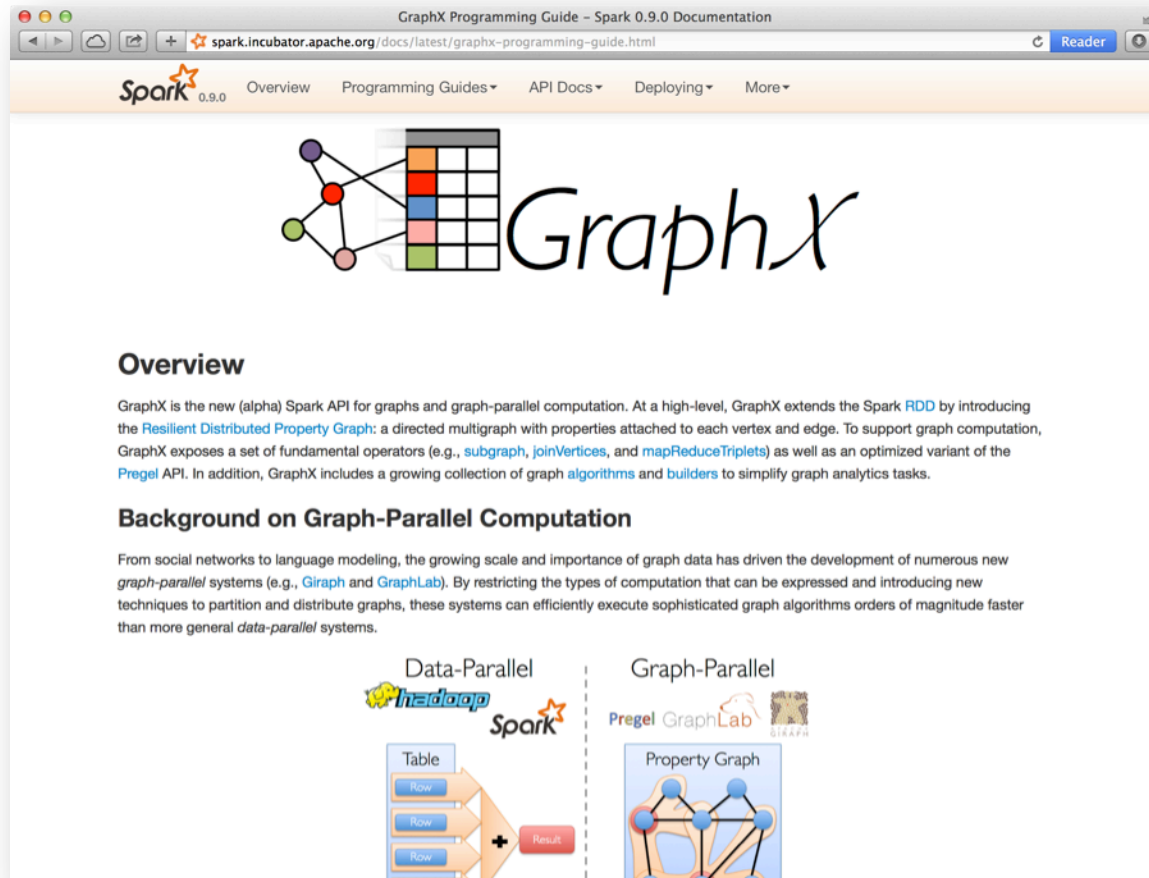 GraphX Programming Guide – Spark 0.9.0 Documentation
spark.incubator.apache.org/docs/latest/graphx-programming-guide.html
Reader
Spark 0.9.0 Overview Programming Guides API Docs Deploying More
GraphX
Overview
GraphX is the new (alpha) Spark API for graphs and graph-parallel computation. At a high-level, GraphX extends the Spark RDD by introducing
the Resilient Distributed Property Graph: a directed multigraph with properties attached to each vertex and edge. To support graph computation,
GraphX exposes a set of fundamental operators (e.g., subgraph, joinVertices, and mapReduceTriplets) as well as an optimized variant of the
Pregel API. In addition, GraphX includes a growing collection of graph algorithms and builders to simplify graph analytics tasks.
Background on Graph-Parallel Computation
From social networks to language modeling, the growing scale and importance of graph data has driven the development of numerous new
graph-parallel systems (e.g., Giraph and GraphLab). By restricting the types of computation that can be expressed and introducing new
techniques to partition and distribute graphs, these systems can efficiently execute sophisticated graph algorithms orders of magnitude faster
than more general data-parallel systems.
Data-Parallel
hadoop
Spark
Table
Row
Row
Row
+
Result
Graph-Parallel
Pregel GraphLab
GIRAPH
Property Graph